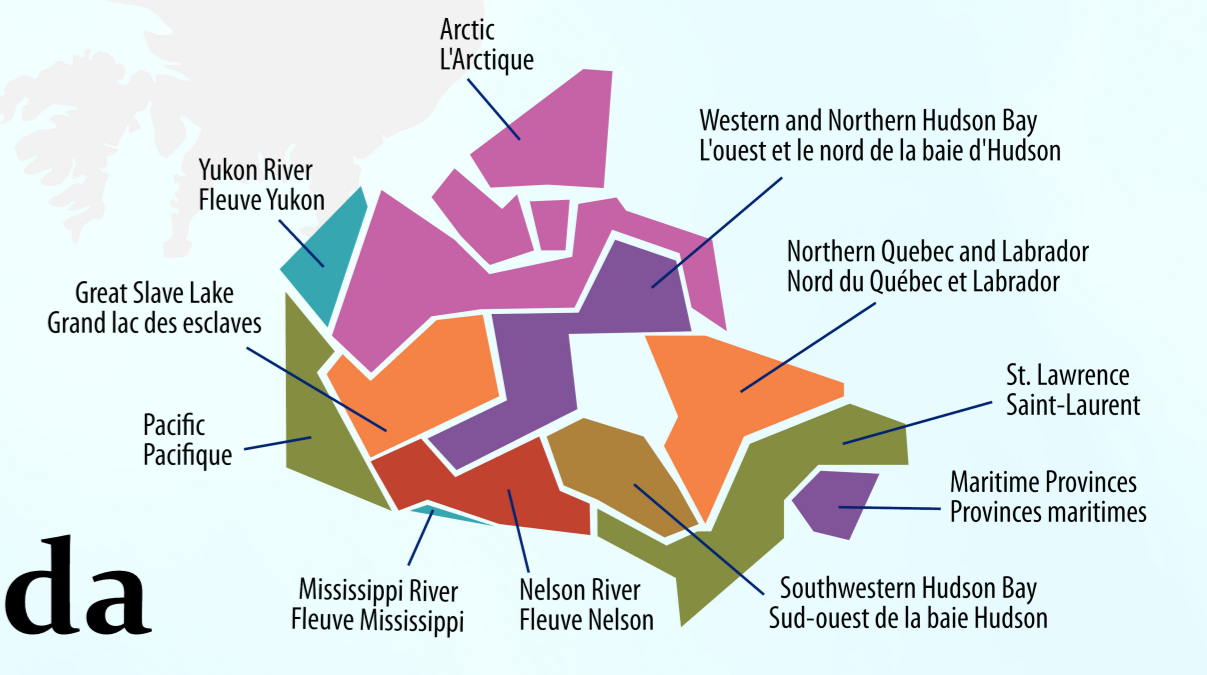 Arctic
L'Arctique
Western and Northern Hudson Bay
L'ouest et le nord de la baie d'Hudson
Yukon River
Fleuve Yukon
Northern Quebec and Labrador
Nord du Québec et Labrador
Great Slave Lake
Grand lac des esclaves
St. Lawrence
Saint-Laurent
Pacific
Pacifique
Maritime Provinces
Provinces maritimes
da
Mississippi River
Fleuve Mississippi
Nelson River
Fleuve Nelson
Southwestern Hudson Bay
Sud-ouest de la baie Hudson